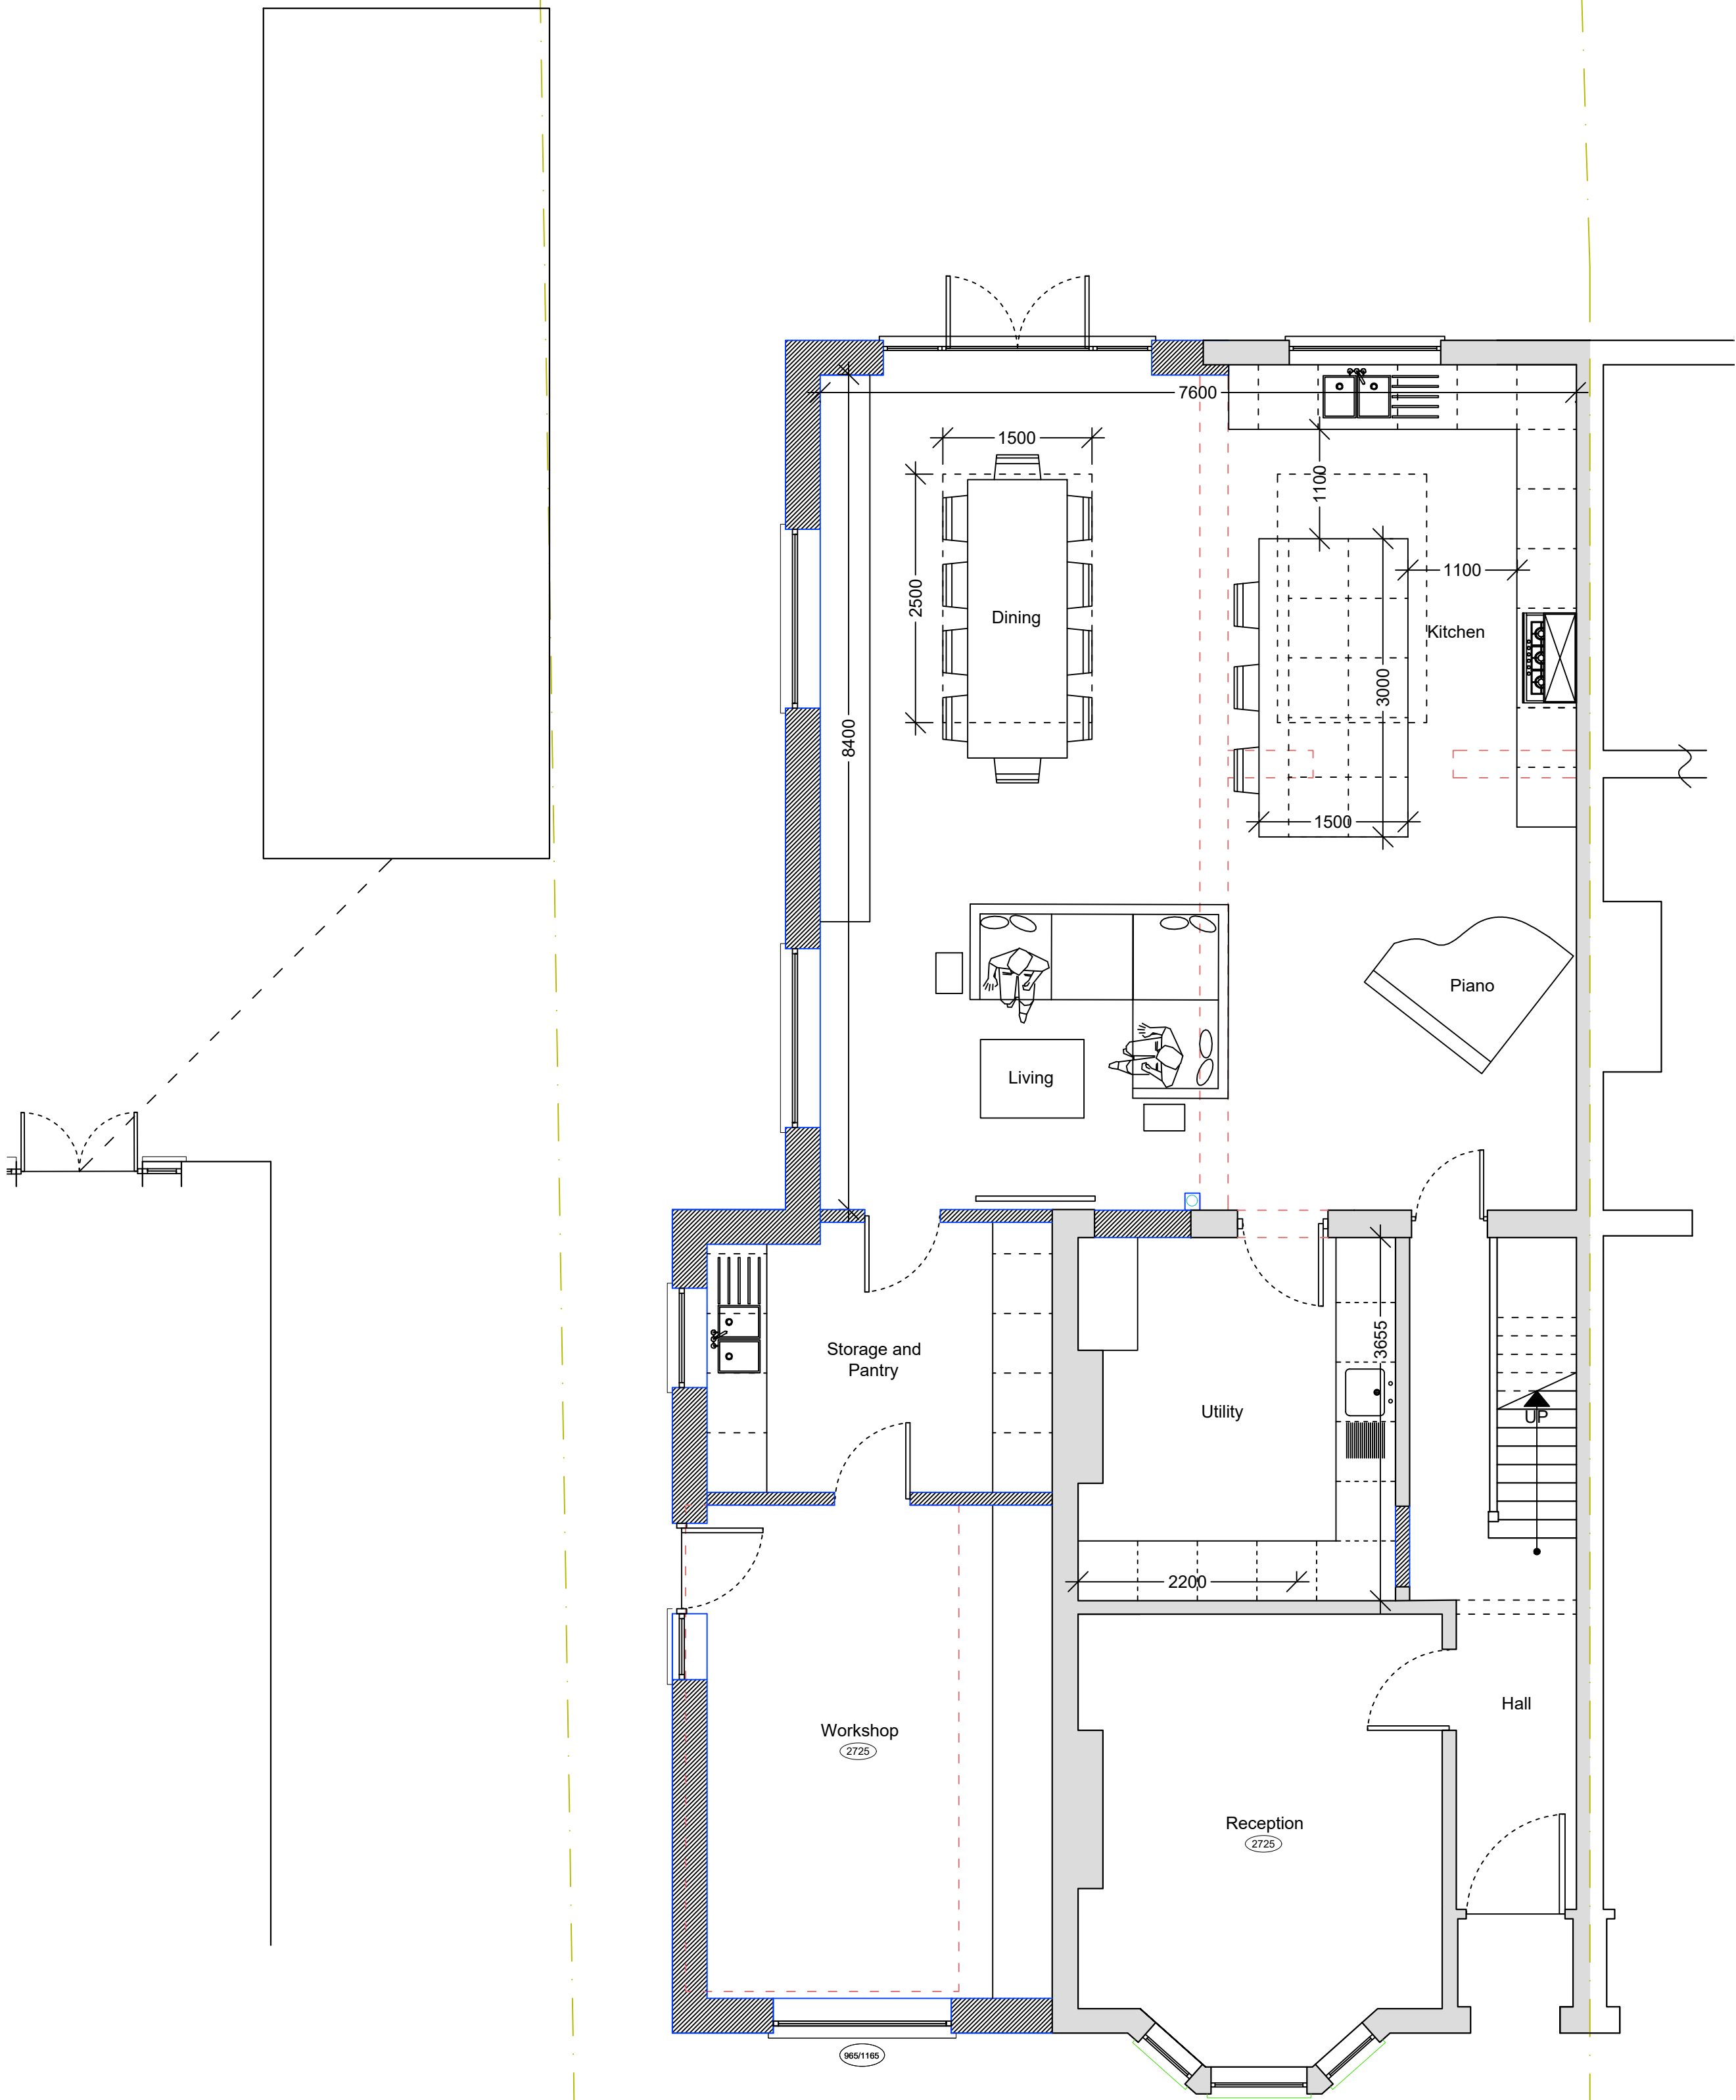 7600
1500
1100
2500
1100
Dining
Kitchen
3000
8400
1500
Piano
Living
3655
Storage and
Pantry
Utility
UP
2200
Hall
Workshop
2725
Reception
2725
965/1165